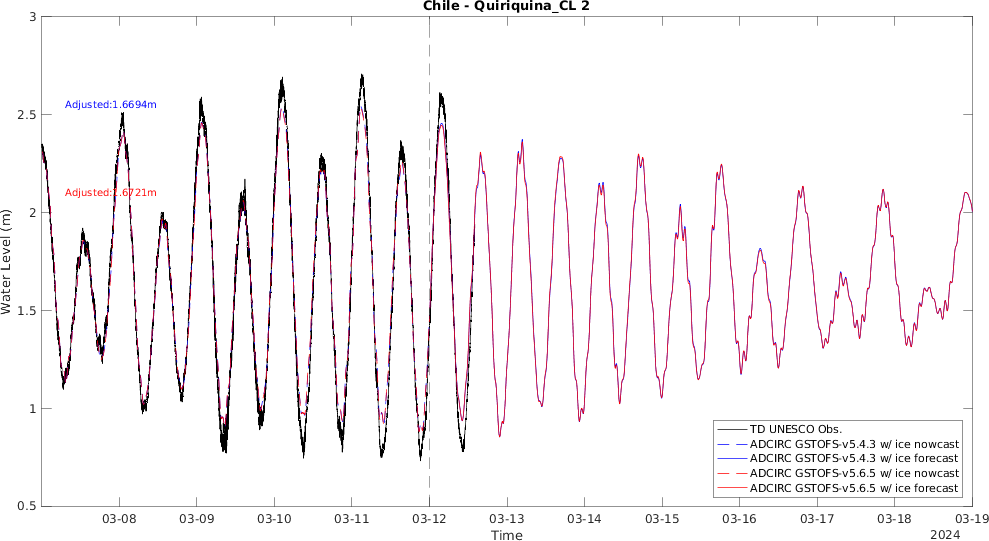 Chile - Quiriquina_CL 2
3
2.5
2
1.5
1
0.5
Water Level (m)
Adjusted:1.6694m
Adjusted:1.6721m
TD UNESCO Obs.
ADCIRC GSTOFS-v5.4.3 w/ ice nowcast
ADCIRC GSTOFS-v5.4.3 w/ ice forecast
ADCIRC GSTOFS-v5.6.5 w/ ice nowcast
ADCIRC GSTOFS-v5.6.5 w/ ice forecast
03-08 03-09 03-10 03-11 03-12 03-13 03-14 03-15 03-16 03-17 03-18 03-19
Time
2024